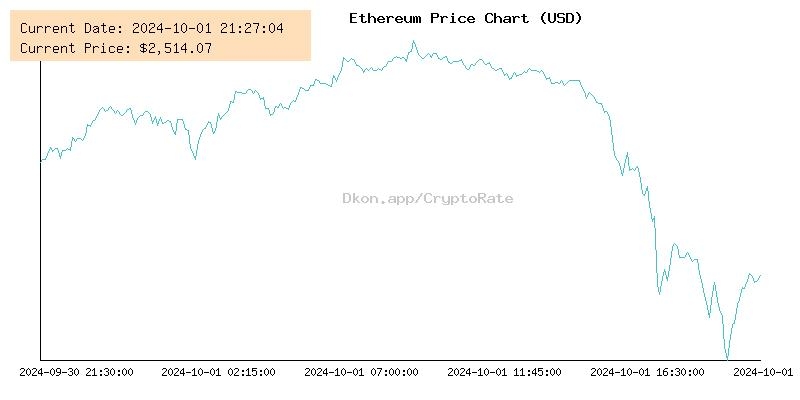 Ethereum Price Chart (USD)
Current Date: 2024-10-01 21:27:04
Current Price: $2,514.07
Dkon.app/CryptoRate
2024-09-30 21:30:00 2024-10-01 02:15:00 2024-10-01 07:00:00 2024-10-01 11:45:00 2024-10-01 16:30:00 2024-10-01